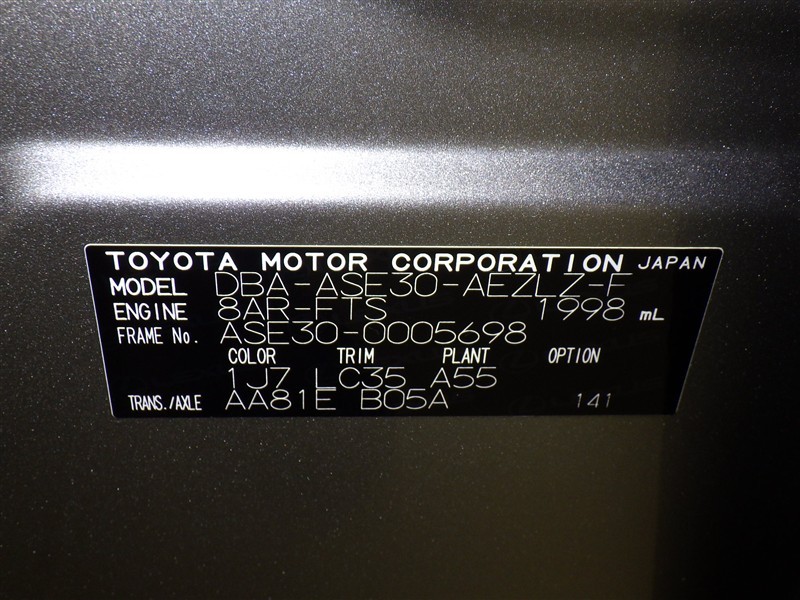 TOYOTA MOTOR CORPORATION JAPAN
MODEL DBA-ASE30-AEZLZ-F
ENGINE 8AR-FTS 1998 mL
FRAME No. ASE30-0005698
COLOR TRIM PLANT OPTION
1J7 LC35 A55
TRANS./AXLE AA81E B05A 141